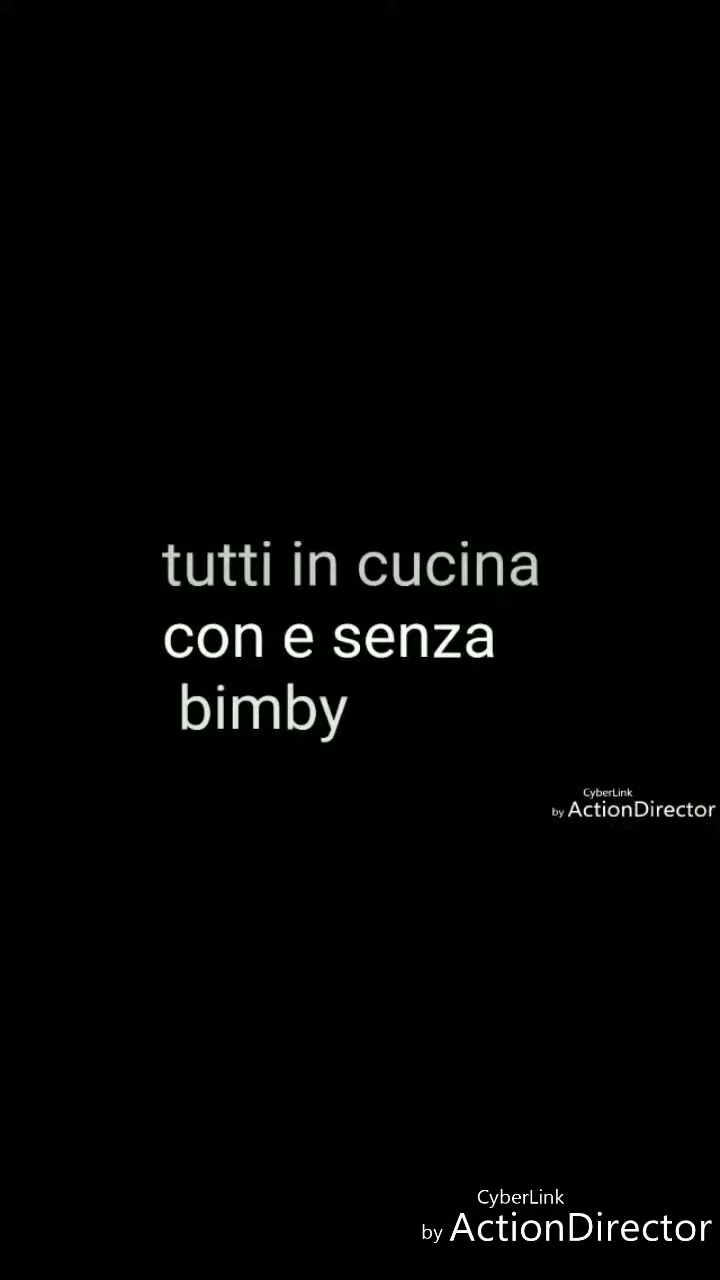 tutti in cucina
con e senza
bimby
CyberLink
by ActionDirector
CyberLink
by ActionDirector